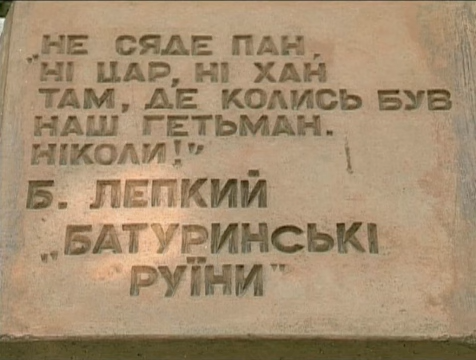 „НЕ СЯДЕ ПАН,
НІ ЦАР, НІ ХАН
ТАМ, ДЕ КОЛИСЬ БУВ
НАШ ГЕТЬМАН.
НІКОЛИ!"
Б. ЛЕПКИЙ
„БАТУРИНСЬКІ
РУЇНИ"